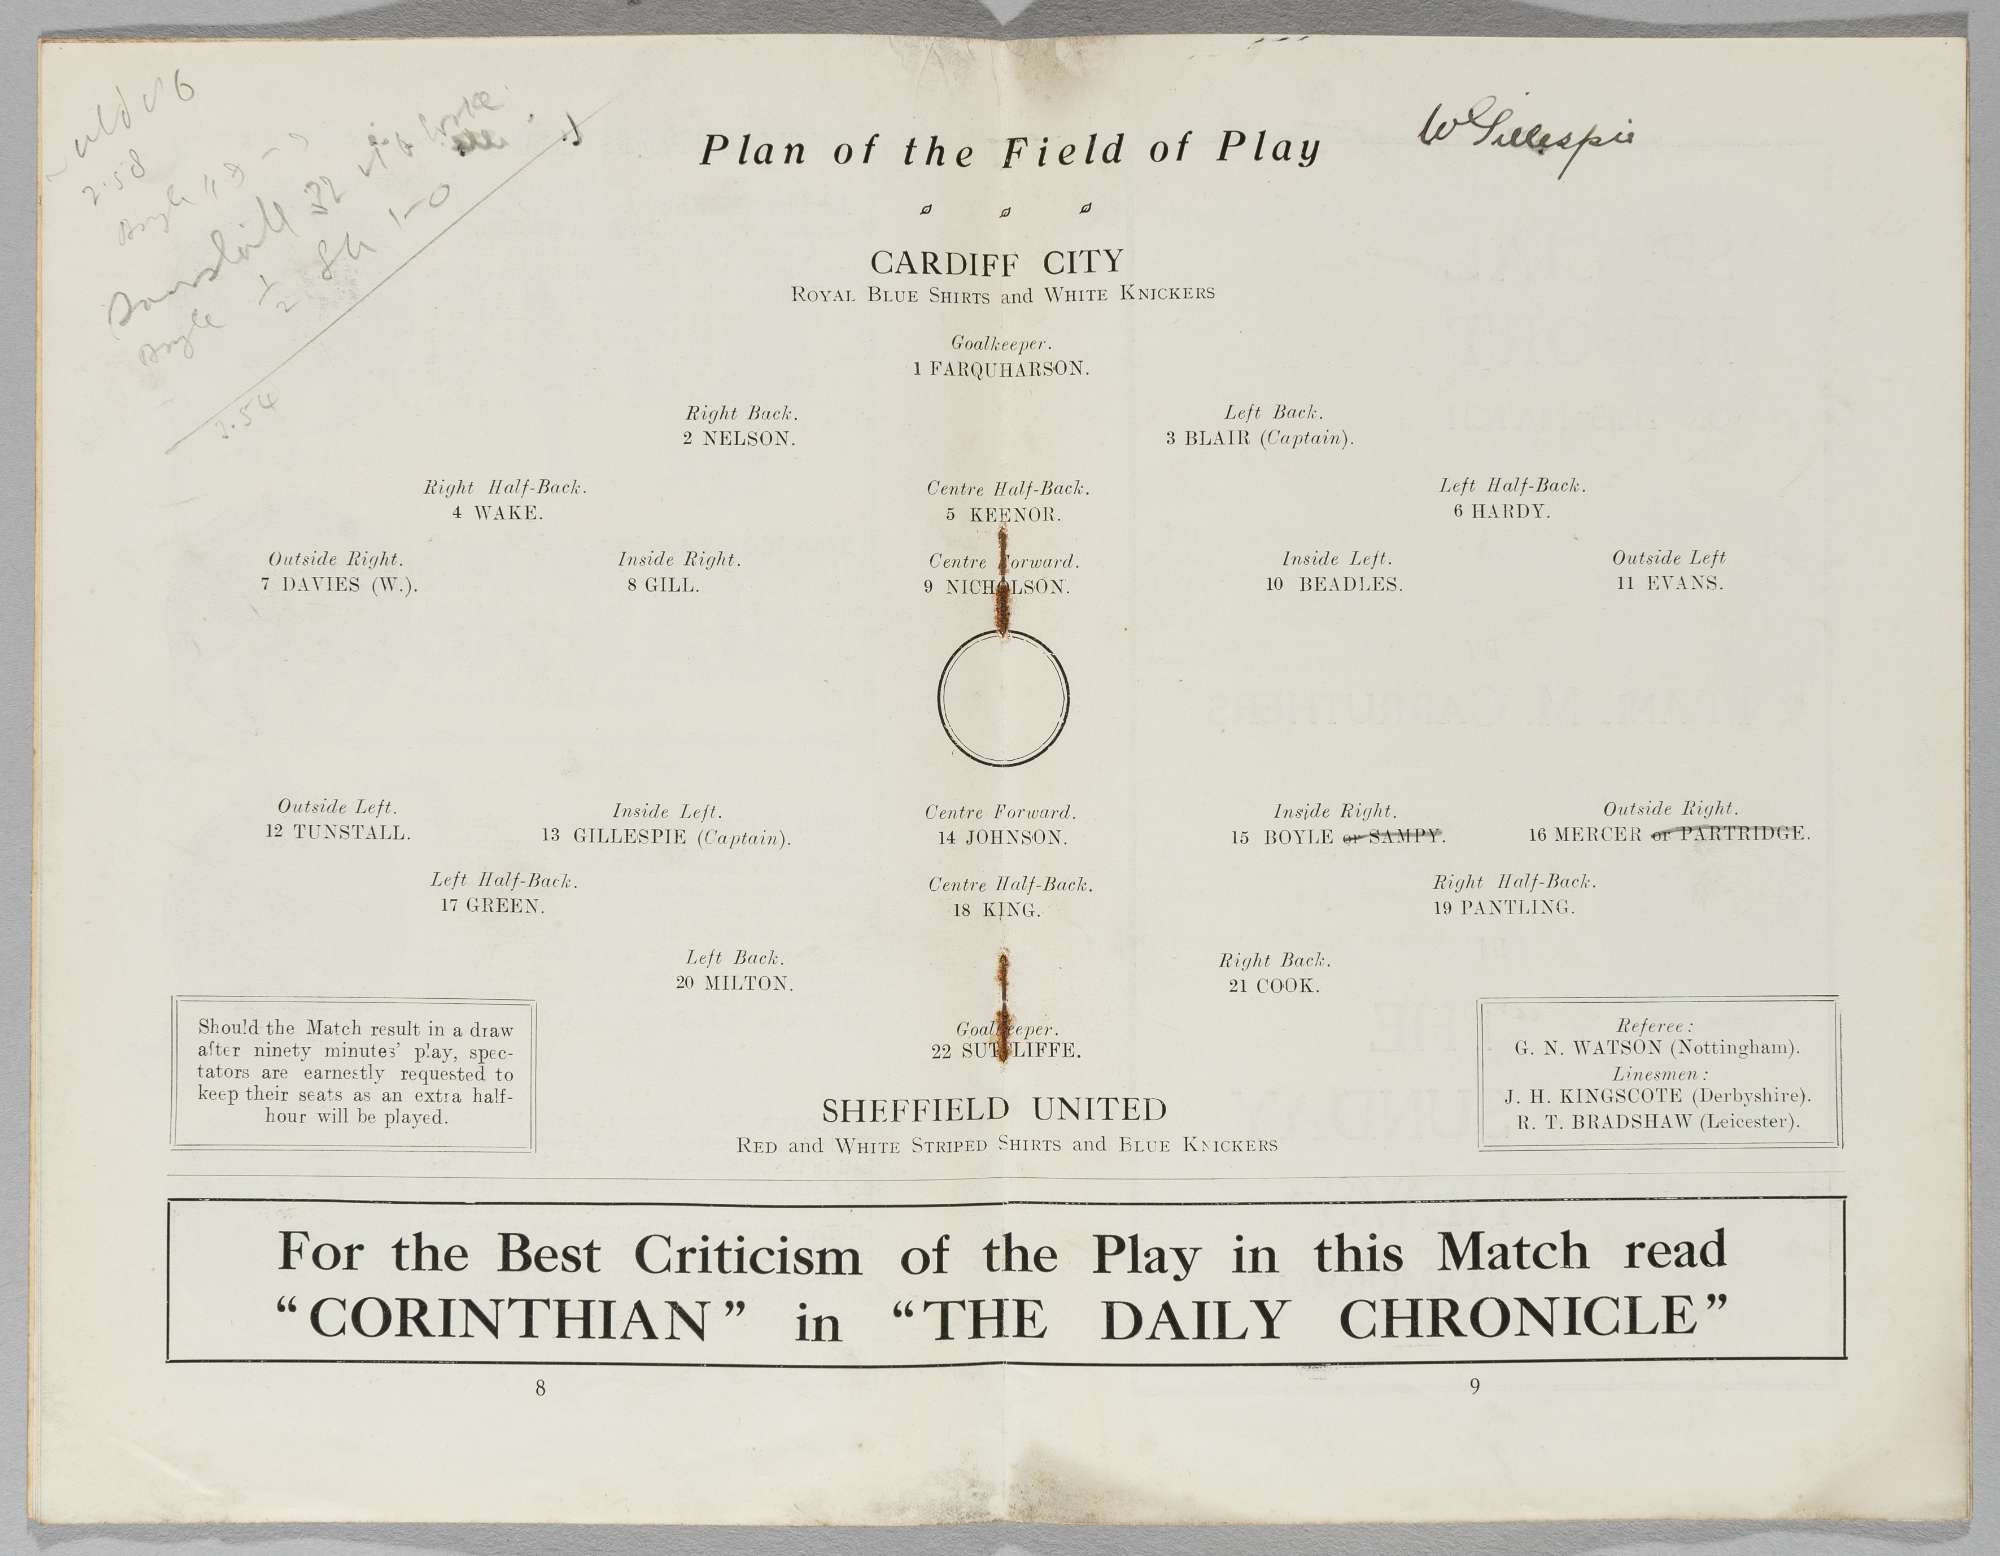 Plan of the Field of Play
W Gillespie
2.58
Boyle
Tunstall 32
Boyle 1/2 SU 1-0
3.54
CARDIFF CITY
ROYAL BLUE SHIRTS and WHITE KNICKERS
Goalkeeper.
1 FARQUHARSON.
Right Back. Left Back.
2 NELSON. 3 BLAIR (Captain).
Right Half-Back. Centre Half-Back. Left Half-Back.
4 WAKE. 5 KEENOR. 6 HARDY.
Outside Right. Inside Right. Centre Forward. Inside Left. Outside Left
7 DAVIES (W.). 8 GILL. 9 NICHOLSON. 10 BEADLES. 11 EVANS.
Outside Left. Inside Left. Centre Forward. Inside Right. Outside Right.
12 TUNSTALL. 13 GILLESPIE (Captain). 14 JOHNSON. 15 BOYLE or SAMPY. 16 MERCER or PARTRIDGE.
Left Half-Back. Centre Half-Back. Right Half-Back.
17 GREEN. 18 KING. 19 PANTLING.
Left Back. Right Back.
20 MILTON. 21 COOK.
Goalkeeper.
22 SUTCLIFFE.
SHEFFIELD UNITED
RED and WHITE STRIPED SHIRTS and BLUE KNICKERS
Should the Match result in a draw
after ninety minutes' play, spec-
tators are earnestly requested to
keep their seats as an extra half-
hour will be played.
Referee:
G. N. WATSON (Nottingham).
Linesmen:
J. H. KINGSCOTE (Derbyshire).
R. T. BRADSHAW (Leicester).
For the Best Criticism of the Play in this Match read
"CORINTHIAN" in "THE DAILY CHRONICLE"
8
9